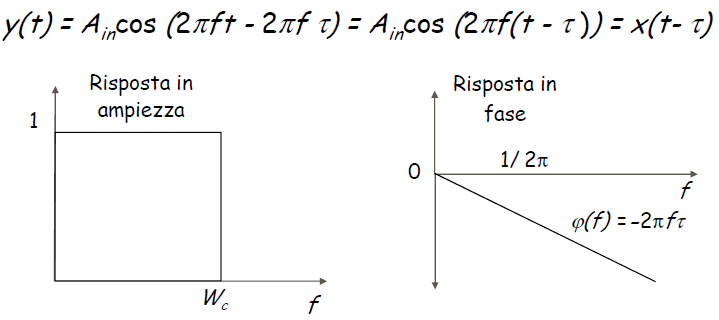 y(t) = A_in cos (2πft - 2πf τ) = A_in cos (2πf(t - τ)) = x(t- τ)
Risposta in
ampiezza
1
W_c
f
Risposta in
fase
0
1/ 2π
f
φ(f) = -2πfτ